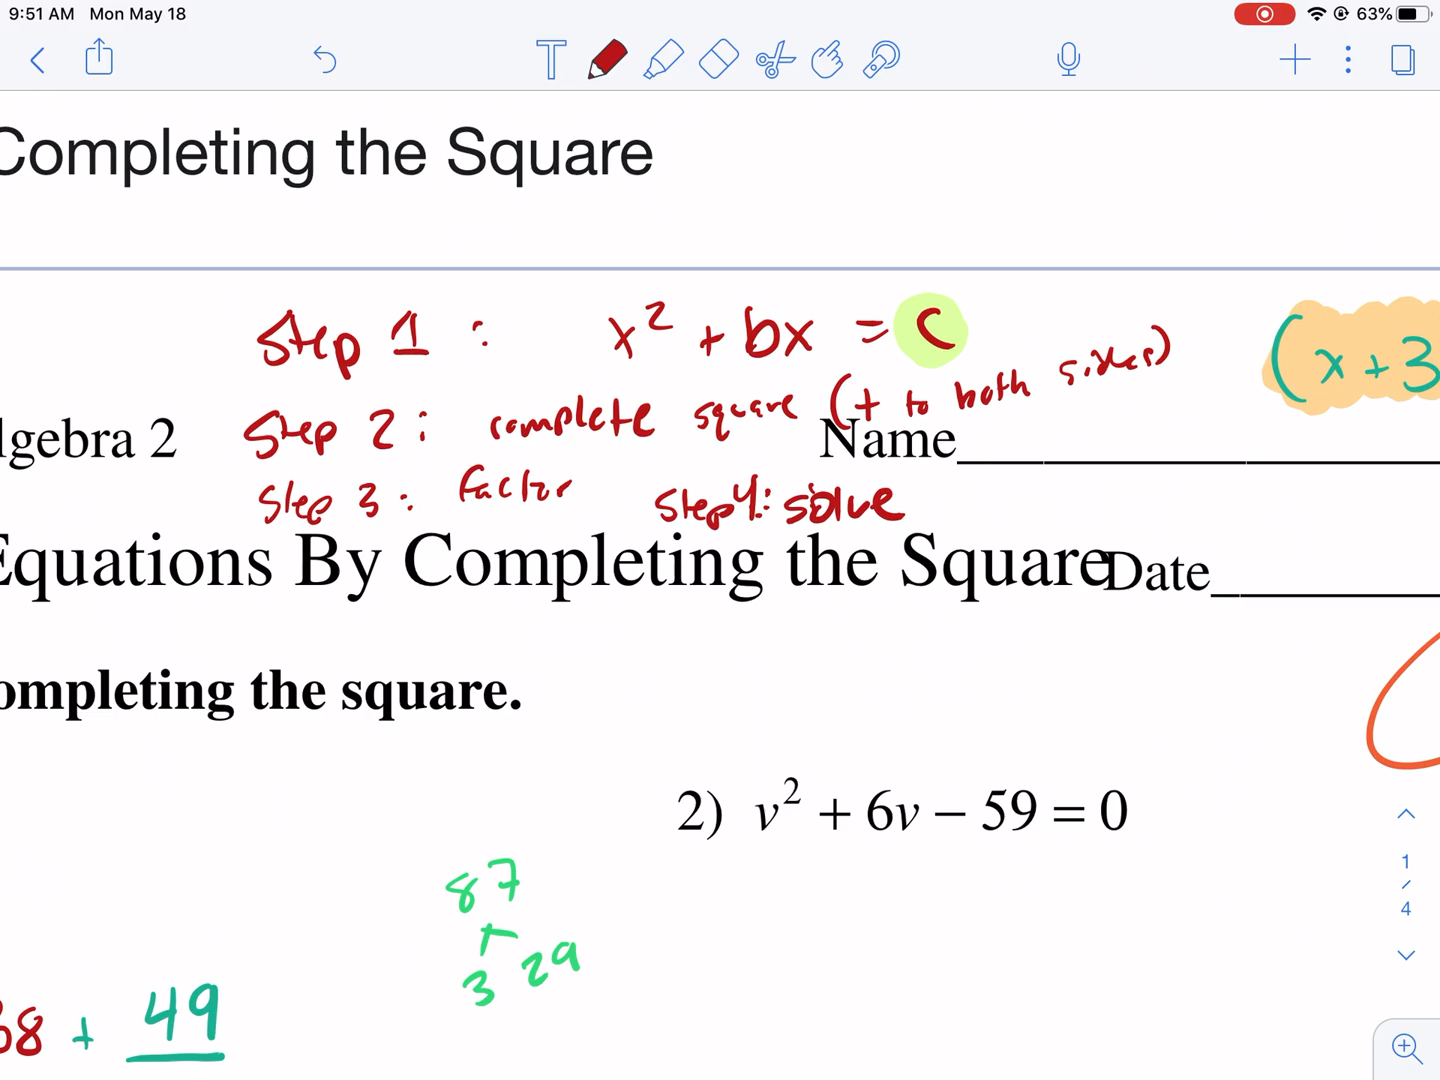 9:51 AM Mon May 18
63%
T
Completing the Square
Step 1 : x² + bx = C
(x + 3
Step 2 : complete square (+ to both sides)
lgebra 2
Name
Step 3 : factor Step 4: solve
Equations By Completing the Square
Date
ompleting the square.
2) v² + 6v − 59 = 0
87
3 29
38 + 49
1
/
4